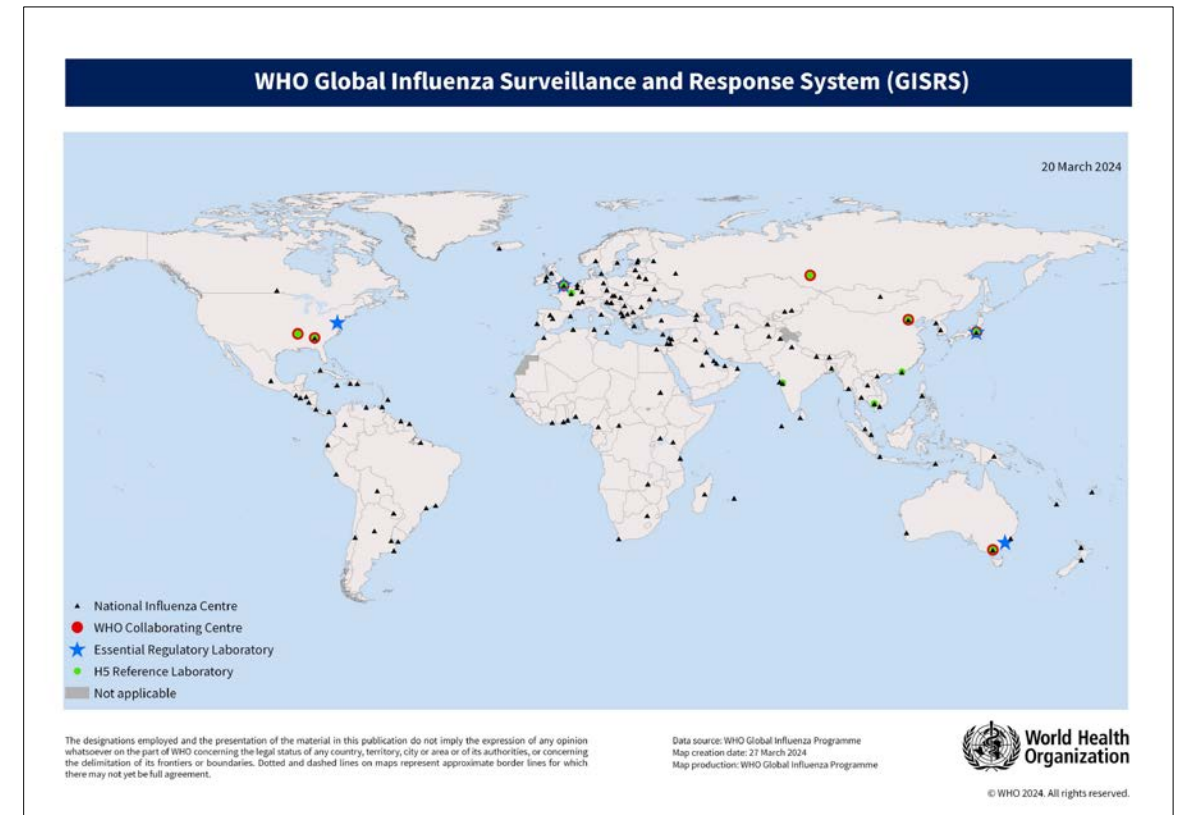 WHO Global Influenza Surveillance and Response System (GISRS)
20 March 2024
National Influenza Centre
WHO Collaborating Centre
Essential Regulatory Laboratory
H5 Reference Laboratory
Not applicable
The designations employed and the presentation of the material in this publication do not imply the expression of any opinion
whatsoever on the part of WHO concerning the legal status of any country, territory, city or area or of its authorities, or concerning
the delimitation of its frontiers or boundaries. Dotted and dashed lines on maps represent approximate border lines for which
there may not yet be full agreement.
Data source: WHO Global Influenza Programme
Map creation date: 27 March 2024
Map production: WHO Global Influenza Programme
World Health
Organization
© WHO 2024. All rights reserved.